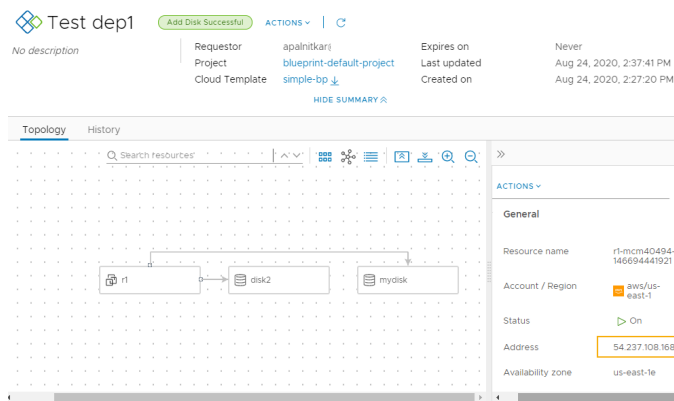 Test dep1
Add Disk Successful
ACTIONS
No description
Requestor apalnitkar
Expires on Never
Project blueprint-default-project
Last updated Aug 24, 2020, 2:37:41 PM
Cloud Template simple-bp
Created on Aug 24, 2020, 2:27:20 PM
HIDE SUMMARY
Topology History
Search resources
ACTIONS
General
Resource name r1-mcm40494-
146694441921
r1
disk2
mydisk
Account / Region aws/us-
east-1
Status On
Address 54.237.108.168
Availability zone us-east-1e